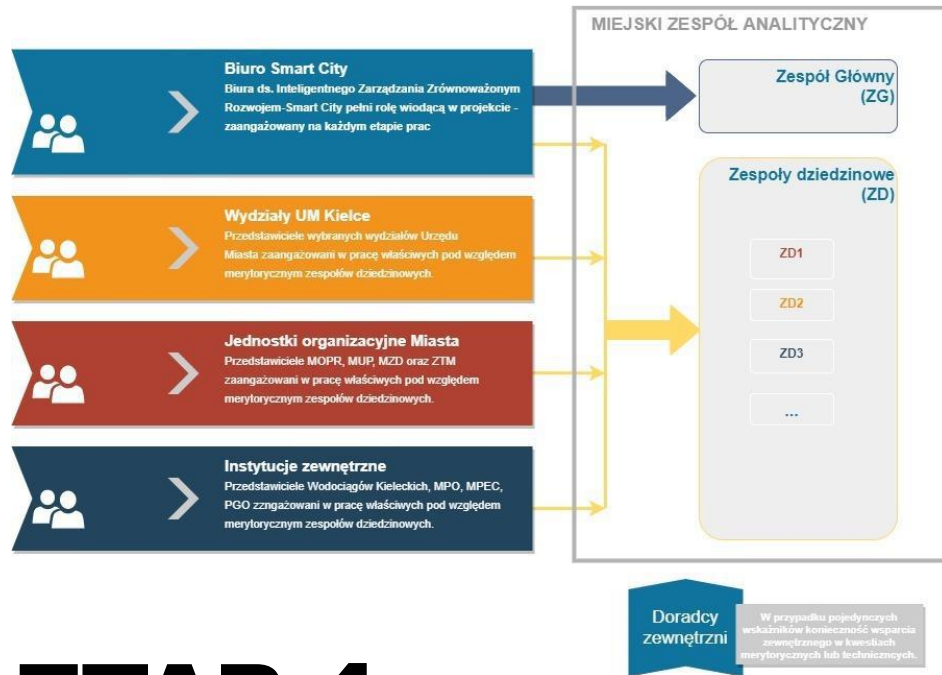 MIEJSKI ZESPÓŁ ANALITYCZNY
Biuro Smart City
Biura ds. Inteligentnego Zarządzania Zrównoważonym
Rozwojem-Smart City pełni rolę wiodącą w projekcie -
zaangażowany na każdym etapie prac
Zespół Główny
(ZG)
Wydziały UM Kielce
Przedstawiciele wybranych wydziałów Urzędu
Miasta zaangażowani w pracę właściwych pod względem
merytorycznym zespołów dziedzinowych.
Jednostki organizacyjne Miasta
Przedstawiciele MOPR, MUP, MZD oraz ZTM
zaangażowani w pracę właściwych pod względem
merytorycznym zespołów dziedzinowych.
Instytucje zewnętrzne
Przedstawiciele Wodociągów Kieleckich, MPO, MPEC,
PGO zzngażowani w pracę właściwych pod względem
merytorycznym zespołów dziedzinowych.
Zespoły dziedzinowe
(ZD)
ZD1
ZD2
ZD3
...
Doradcy
zewnętrzni
W przypadku pojedynczych
wskaźników konieczność wsparcia
zewnętrznego w kwestiach
merytorycznych lub techniczncych.